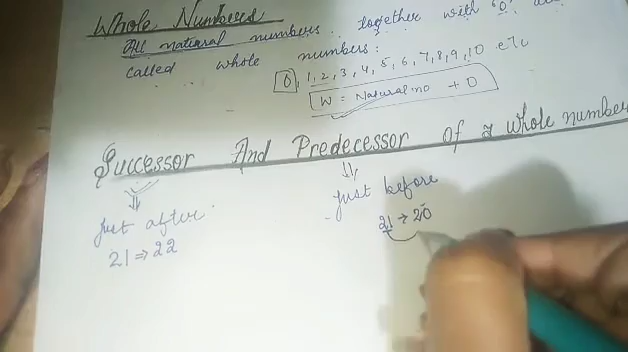 Whole Numbers
All natural numbers together with '0'
called whole numbers:
0, 1, 2, 3, 4, 5, 6, 7, 8, 9, 10 etc
W = Natural no + 0
Successor And Predecessor of a whole number
Just after Just before
21 ⇒ 22 21 → 20